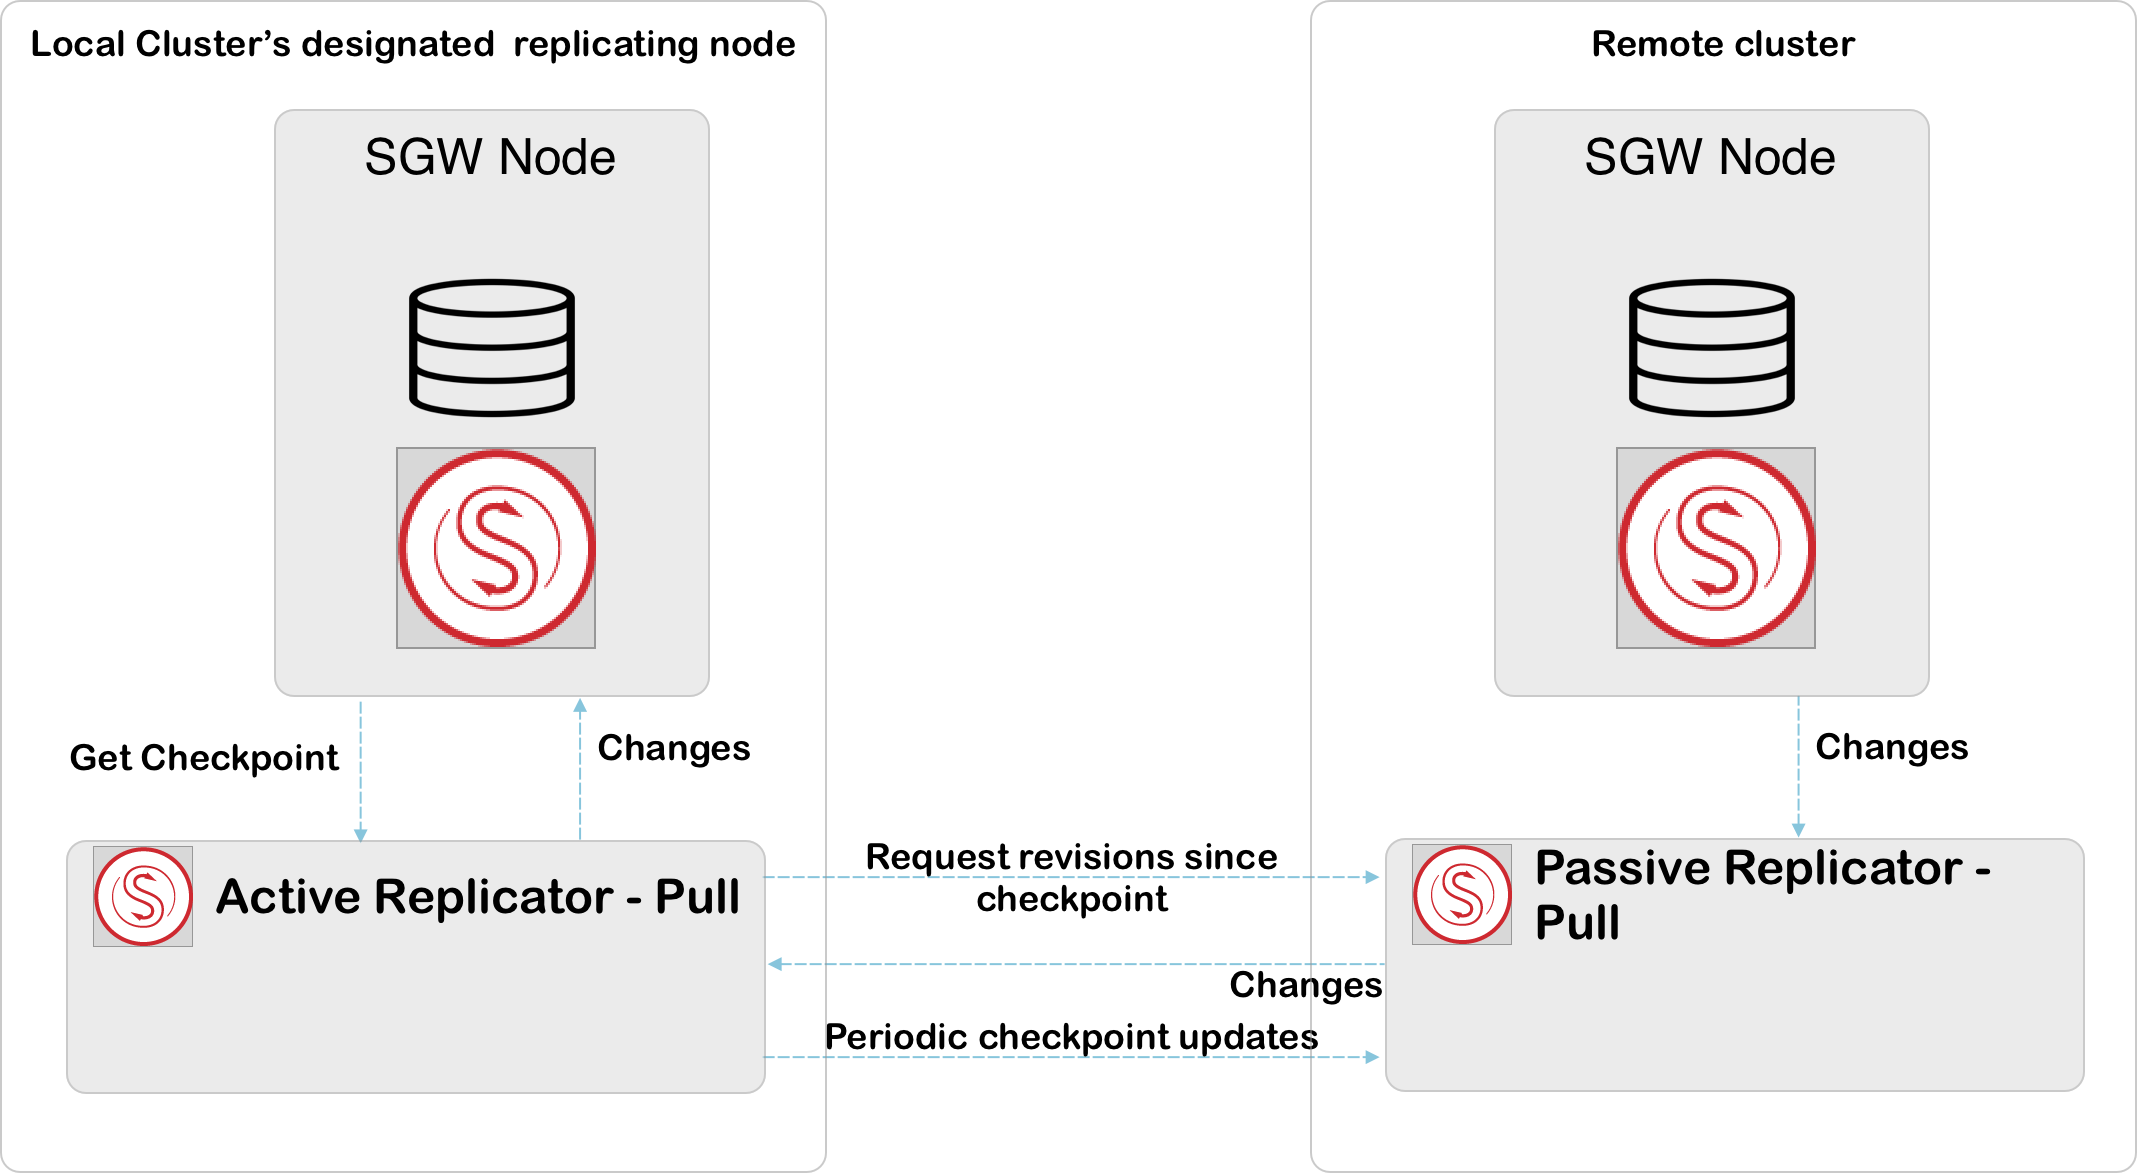 Local Cluster’s designated  replicating node
SGW Node
Get Checkpoint
Changes
Active Replicator - Pull
Request revisions since
checkpoint
Changes
Periodic checkpoint updates
Remote cluster
SGW Node
Changes
Passive Replicator -
Pull